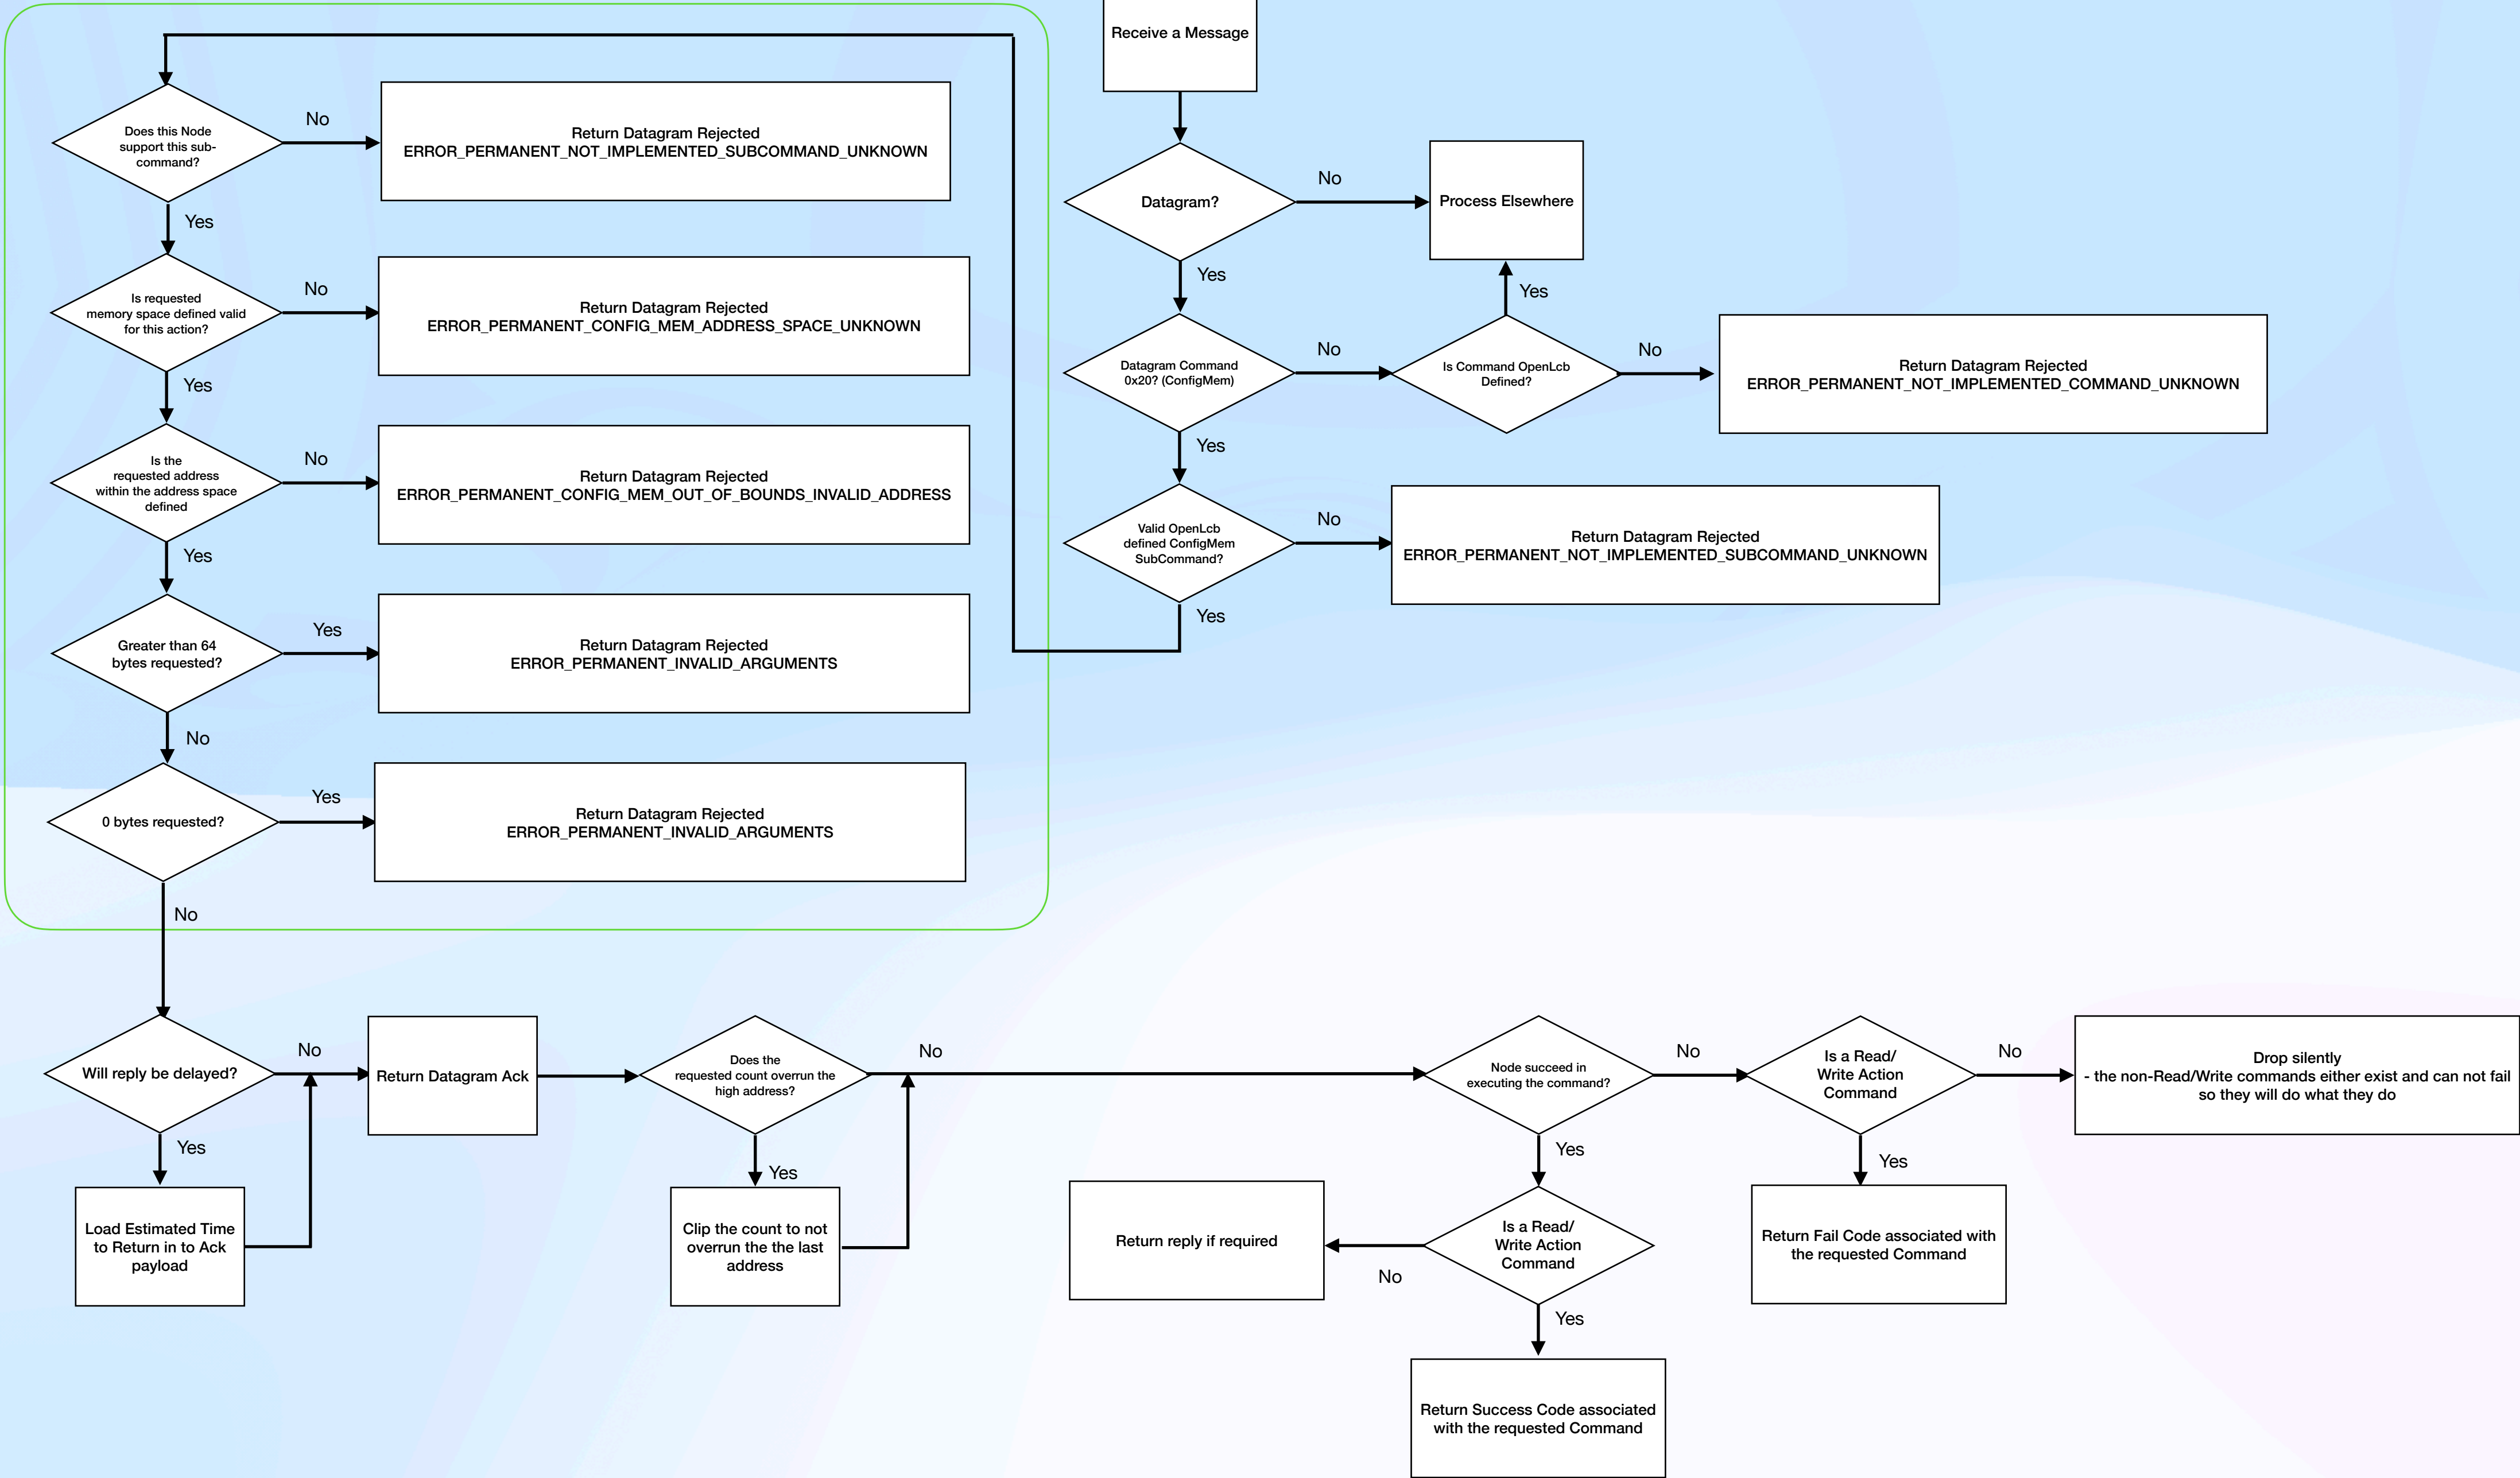 Receive a Message
Does this Node
support this sub-
command?
No
Return Datagram Rejected
ERROR_PERMANENT_NOT_IMPLEMENTED_SUBCOMMAND_UNKNOWN
Yes
Datagram?
No
Process Elsewhere
Yes
Is requested
memory space defined valid
for this action?
No
Return Datagram Rejected
ERROR_PERMANENT_CONFIG_MEM_ADDRESS_SPACE_UNKNOWN
Yes
Datagram Command
0x20? (ConfigMem)
No
Is Command OpenLcb
Defined?
Yes
No
Return Datagram Rejected
ERROR_PERMANENT_NOT_IMPLEMENTED_COMMAND_UNKNOWN
Yes
Is the
requested address
within the address space
defined
No
Return Datagram Rejected
ERROR_PERMANENT_CONFIG_MEM_OUT_OF_BOUNDS_INVALID_ADDRESS
Yes
Valid OpenLcb
defined ConfigMem
SubCommand?
No
Return Datagram Rejected
ERROR_PERMANENT_NOT_IMPLEMENTED_SUBCOMMAND_UNKNOWN
Yes
Greater than 64
bytes requested?
Yes
Return Datagram Rejected
ERROR_PERMANENT_INVALID_ARGUMENTS
No
0 bytes requested?
Yes
Return Datagram Rejected
ERROR_PERMANENT_INVALID_ARGUMENTS
No
Will reply be delayed?
No
Return Datagram Ack
Does the
requested count overrun the
high address?
No
Node succeed in
executing the command?
No
Is a Read/
Write Action
Command
No
Drop silently
- the non-Read/Write commands either exist and can not fail
so they will do what they do
Yes
Load Estimated Time
to Return in to Ack
payload
Yes
Clip the count to not
overrun the the last
address
Yes
Is a Read/
Write Action
Command
No
Return reply if required
Yes
Return Fail Code associated with
the requested Command
Yes
Return Success Code associated
with the requested Command